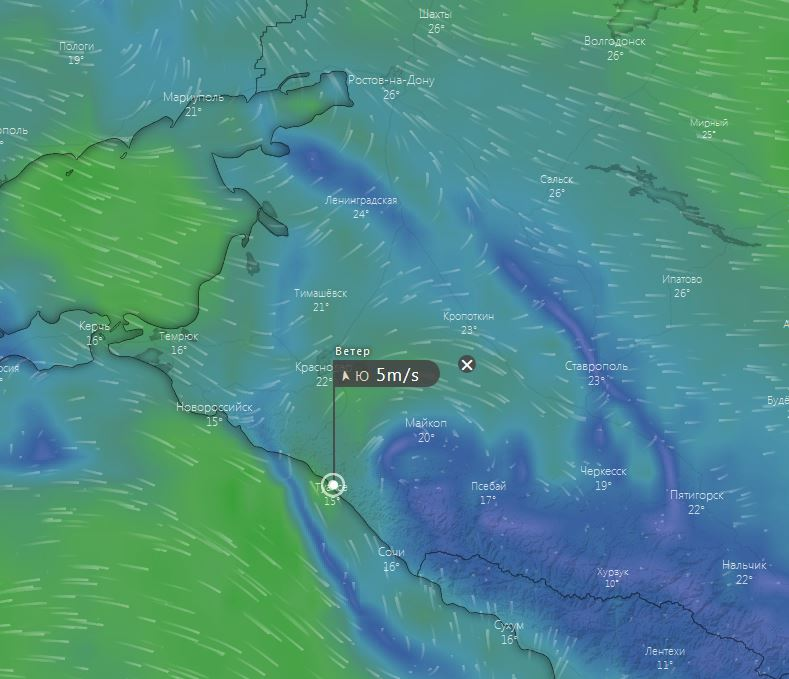 Шахты
26°
Волгодонск
26°
Пологи
19°
Ростов-на-Дону
26°
Мариуполь
21°
Мирный
25°
ополь
Сальск
26°
Ленинградская
24°
Ипатово
26°
Тимашёвск
21°
Кропоткин
23°
Керчь
16°
Темрюк
16°
Ветер
Ю 5m/s
Ставрополь
23°
22°
Новороссийск
15°
Майкоп
20°
Черкесск
19°
Псебай
17°
Пятигорск
22°
15°
Сочи
16°
Хурзук
10°
Нальчик
22°
Сухум
16°
Лентехи
11°